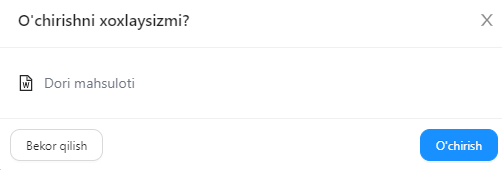 O'chirishni xoxlaysizmi?
Dori mahsuloti
Bekor qilish
O'chirish